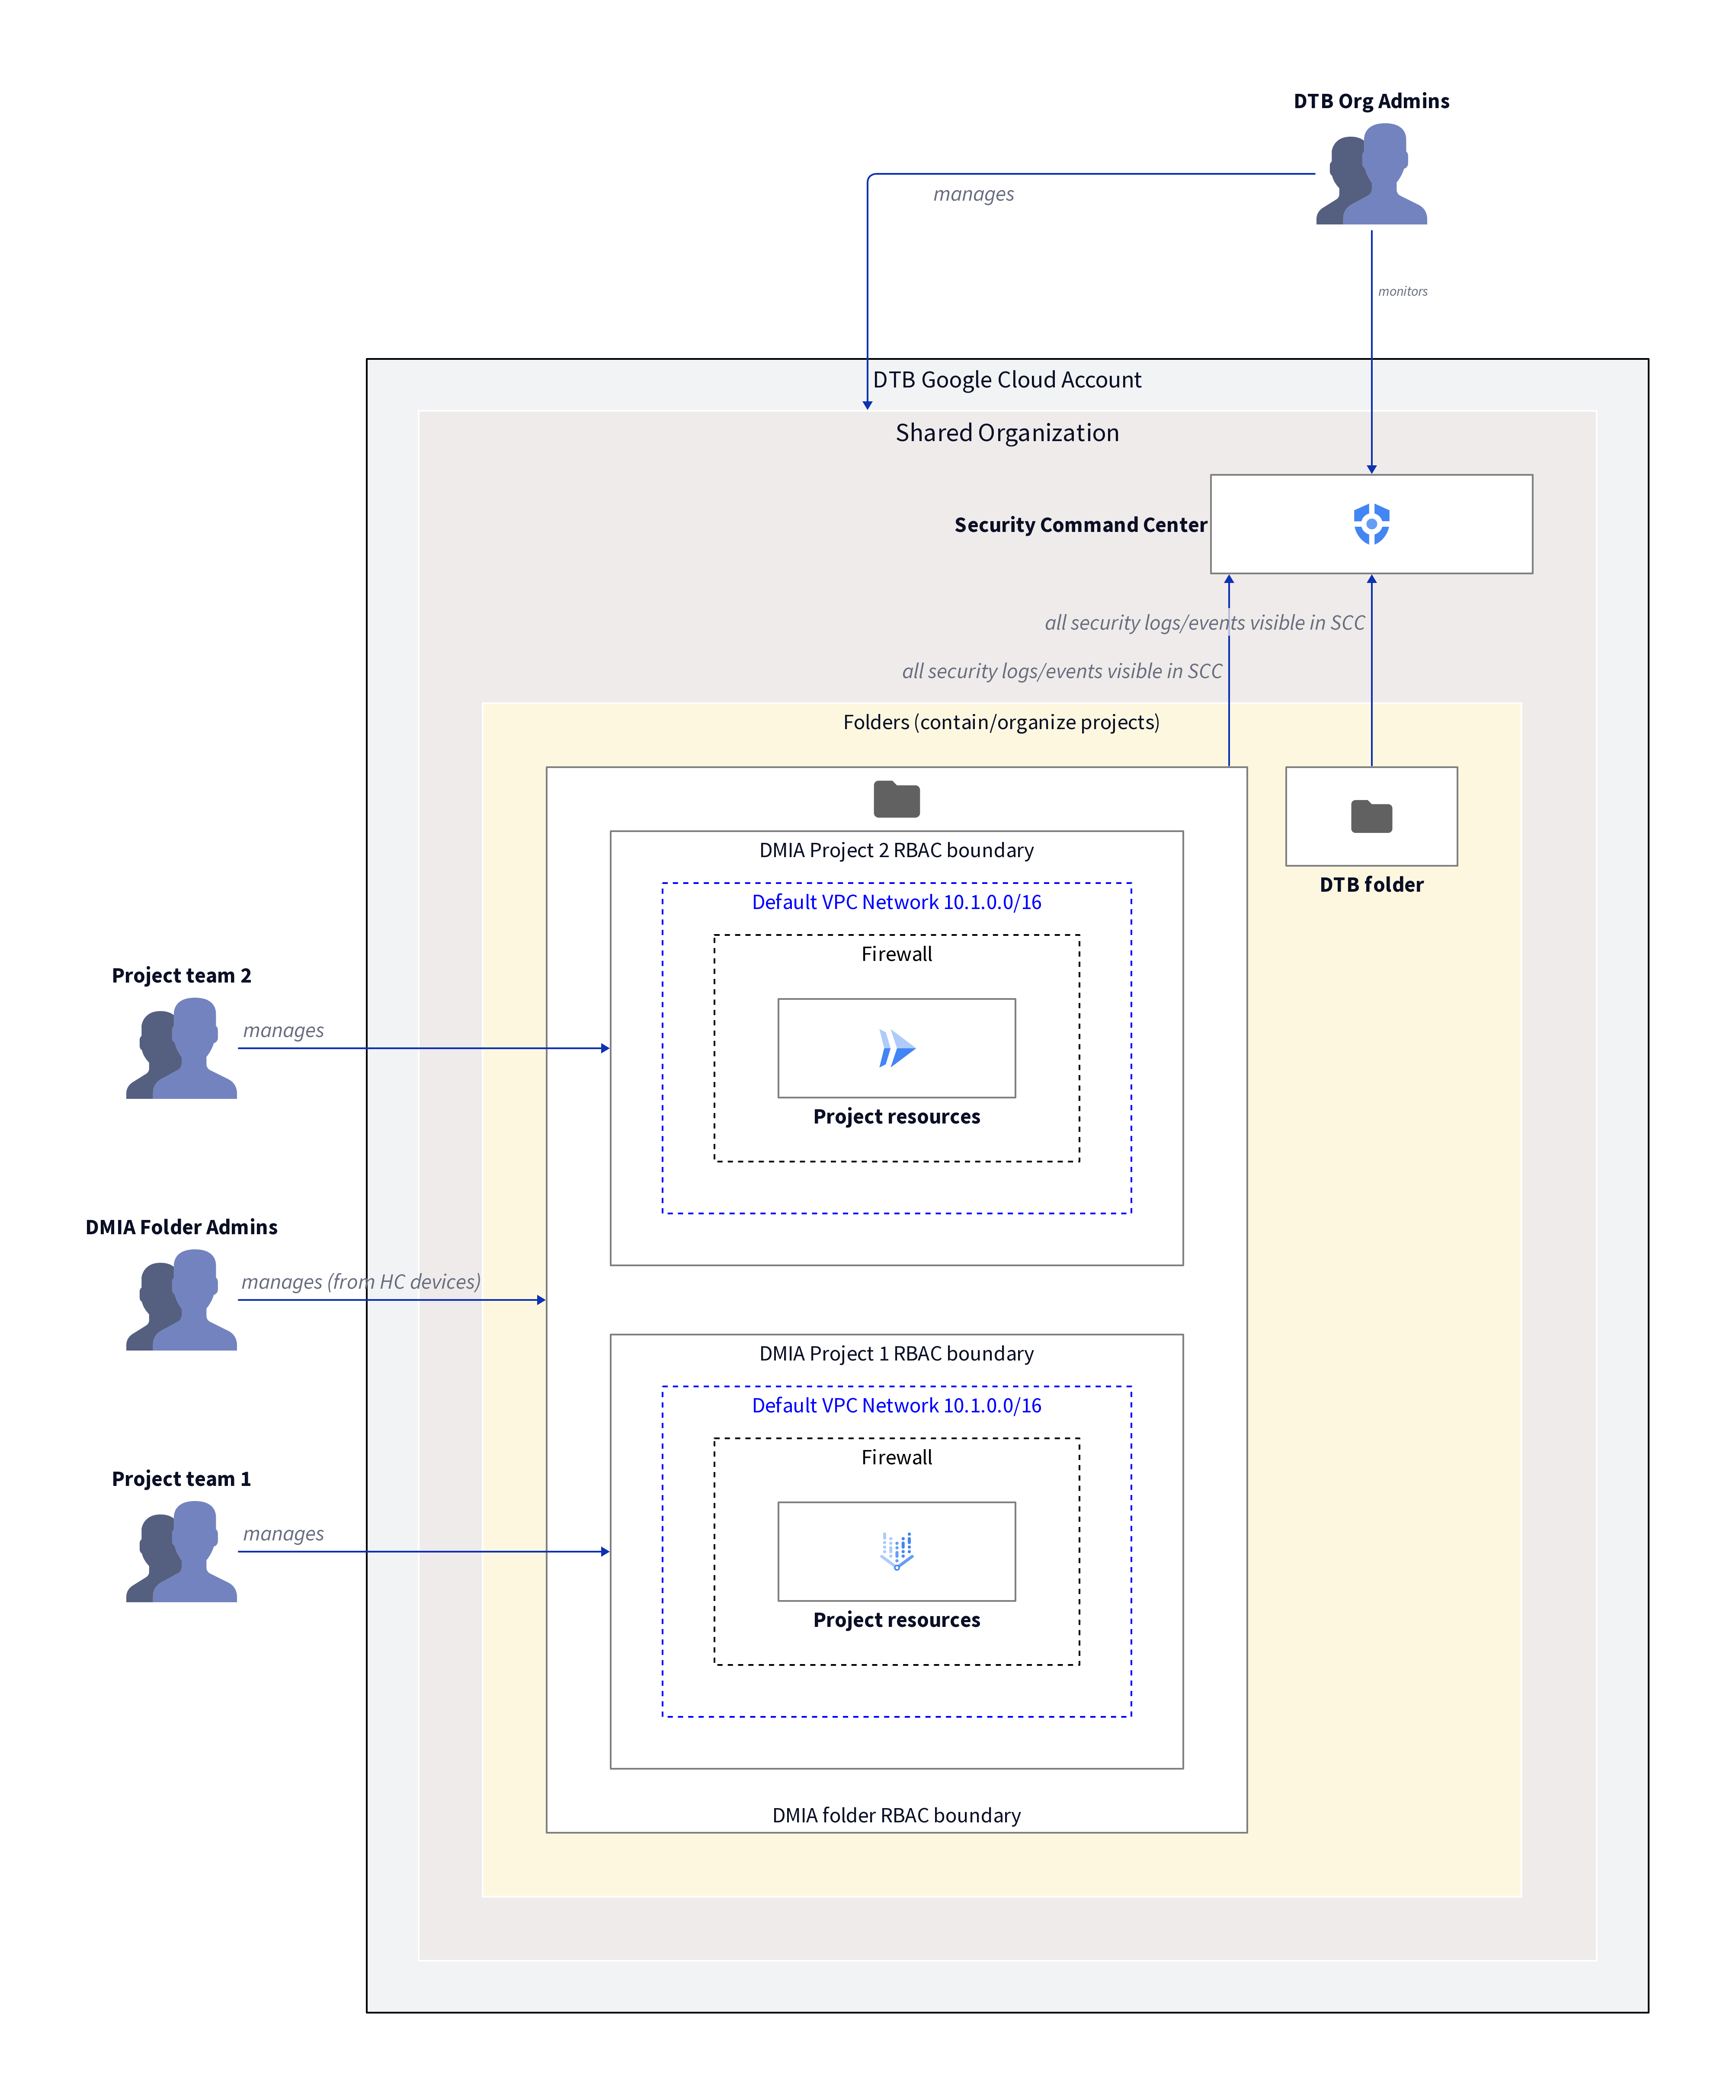 DTB Org Admins
manages
monitors
DTB Google Cloud Account
Shared Organization
Security Command Center
all security logs/events visible in SCC
all security logs/events visible in SCC
Folders (contain/organize projects)
DMIA Project 2 RBAC boundary
DTB folder
Default VPC Network 10.1.0.0/16
Firewall
Project team 2
manages
Project resources
DMIA Folder Admins
manages (from HC devices)
DMIA Project 1 RBAC boundary
Default VPC Network 10.1.0.0/16
Firewall
Project team 1
manages
Project resources
DMIA folder RBAC boundary